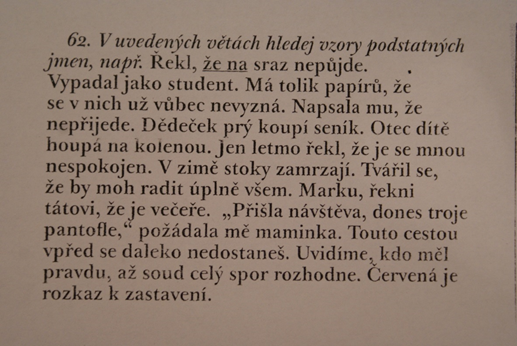 62. V uvedených větách hledej vzory podstatných
jmen, např. Řekl, že na sraz nepůjde.
Vypadal jako student. Má tolik papírů, že
se v nich už vůbec nevyzná. Napsala mu, že
nepřijede. Dědeček prý koupí seník. Otec dítě
houpá na kolenou. Jen letmo řekl, že je se mnou
nespokojen. V zimě stoky zamrzají. Tvářil se,
že by moh radit úplně všem. Marku, řekni
tátovi, že je večeře. „Přišla návštěva, dones troje
pantofle,“ požádala mě maminka. Touto cestou
vpřed se daleko nedostaneš. Uvidíme, kdo měl
pravdu, až soud celý spor rozhodne. Červená je
rozkaz k zastavení.